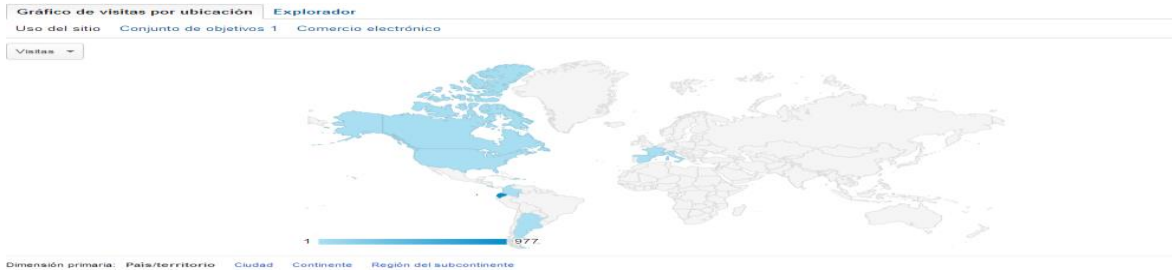 Gráfico de visitas por ubicación Explorador
Uso del sitio Conjunto de objetivos 1 Comercio electrónico
Visitas
1 977
Dimensión primaria: País/territorio Ciudad Continente Región del subcontinente